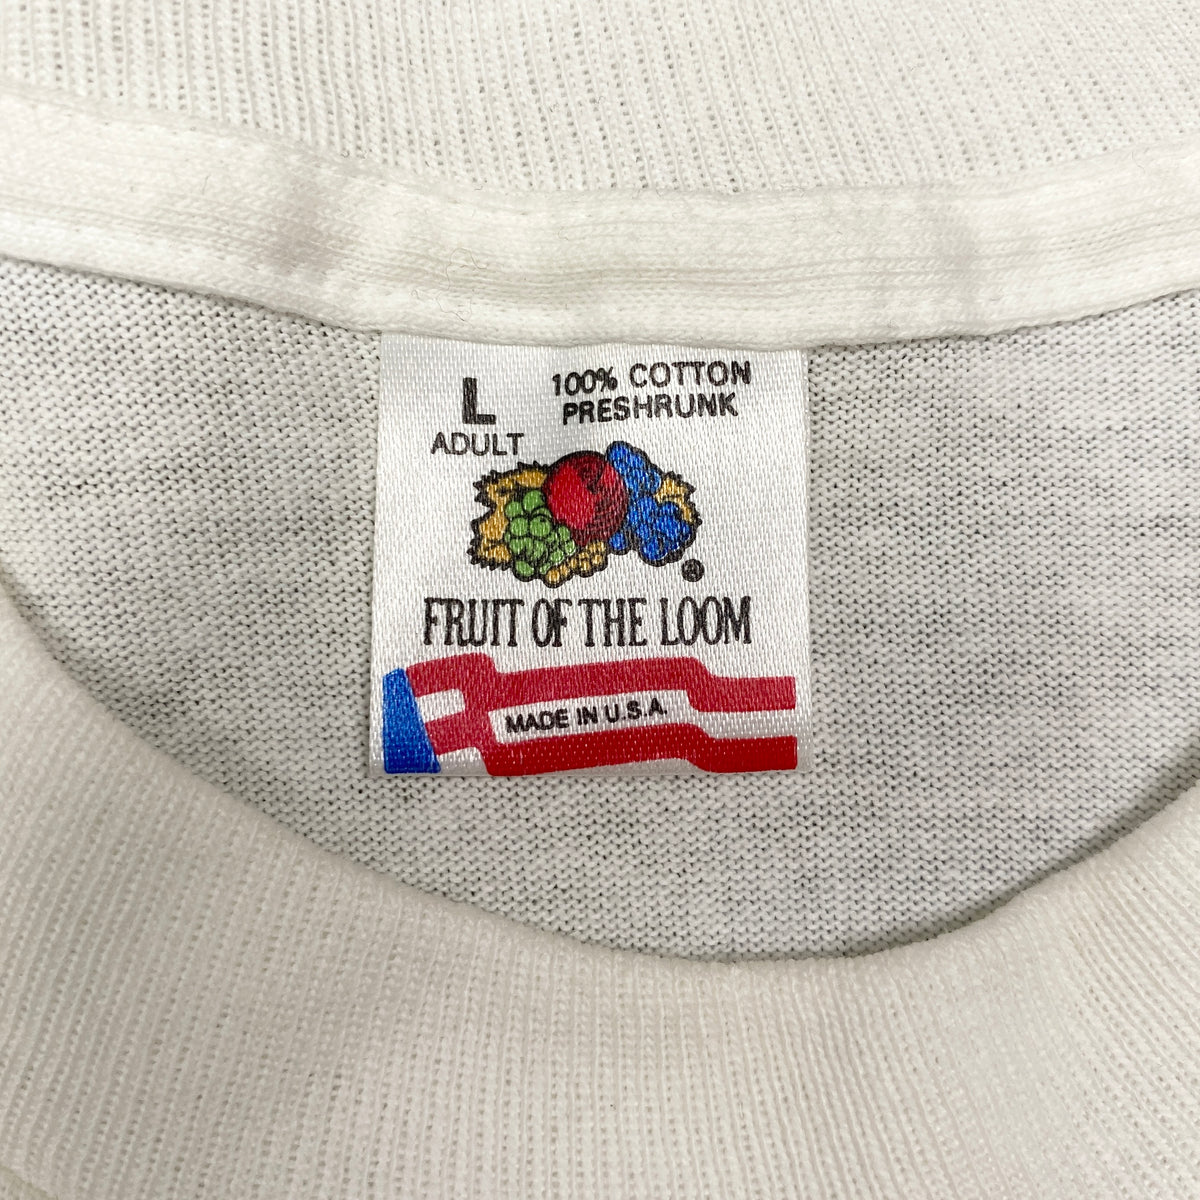 L
ADULT
100% COTTON
PRESHRUNK
®
FRUIT OF THE LOOM
MADE IN U.S.A.